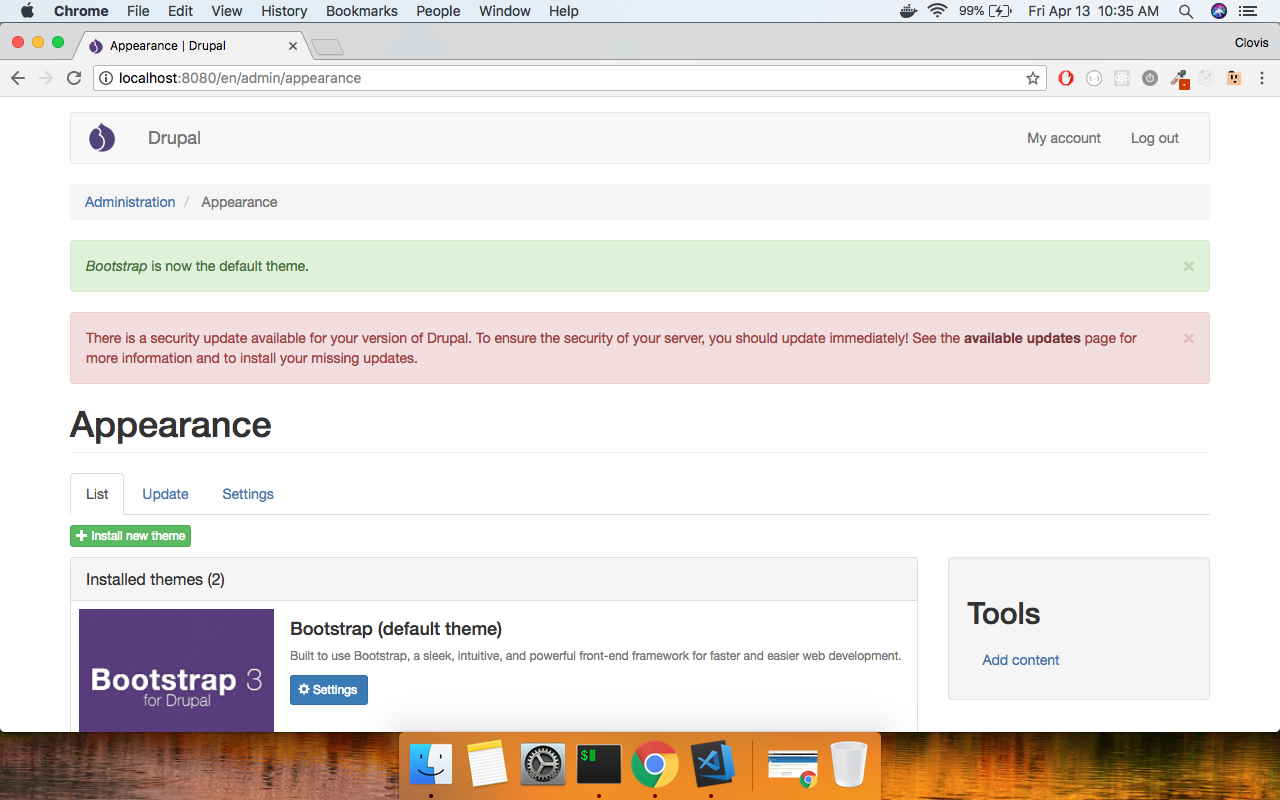 Chrome File Edit View History Bookmarks People Window Help 99% Fri Apr 13 10:35 AM
Appearance | Drupal
Clovis
localhost:8080/en/admin/appearance
Drupal My account Log out
Administration / Appearance
Bootstrap is now the default theme.
There is a security update available for your version of Drupal. To ensure the security of your server, you should update immediately! See the available updates page for
more information and to install your missing updates.
Appearance
List Update Settings
Install new theme
Installed themes (2)
Bootstrap 3
for Drupal
Bootstrap (default theme)
Built to use Bootstrap, a sleek, intuitive, and powerful front-end framework for faster and easier web development.
Settings
Tools
Add content
$